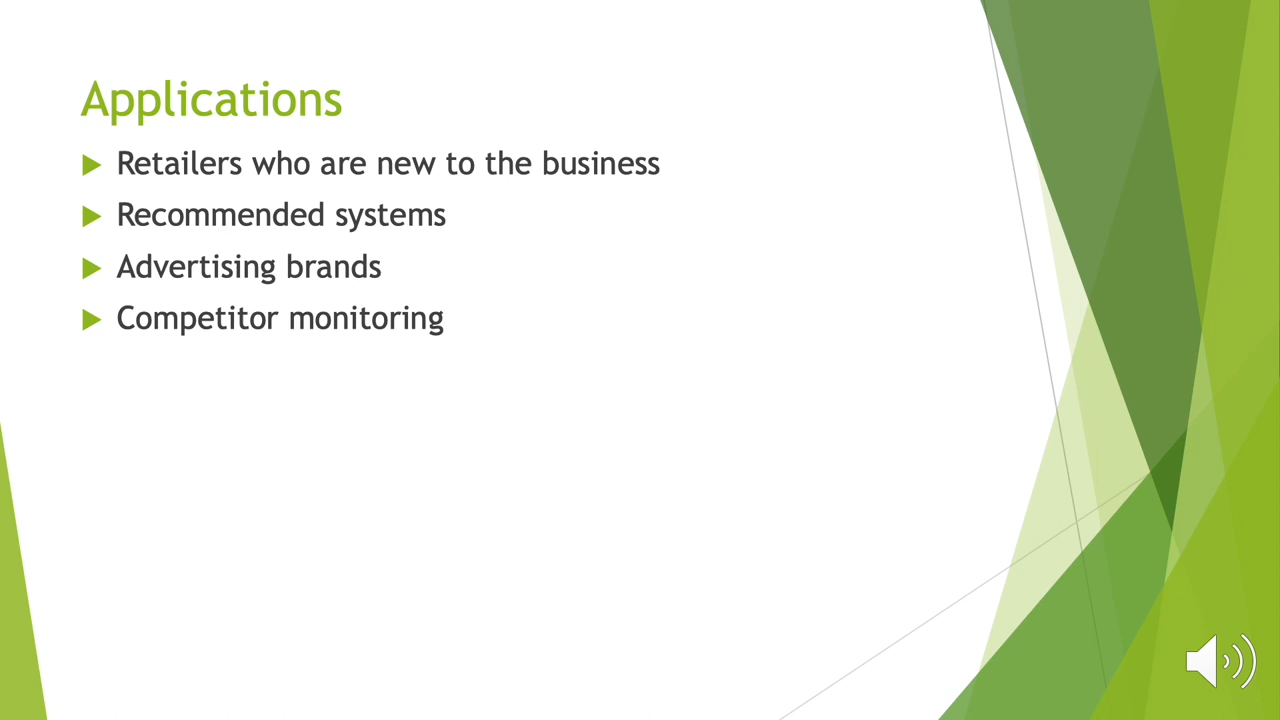 Applications
Retailers who are new to the business
Recommended systems
Advertising brands
Competitor monitoring